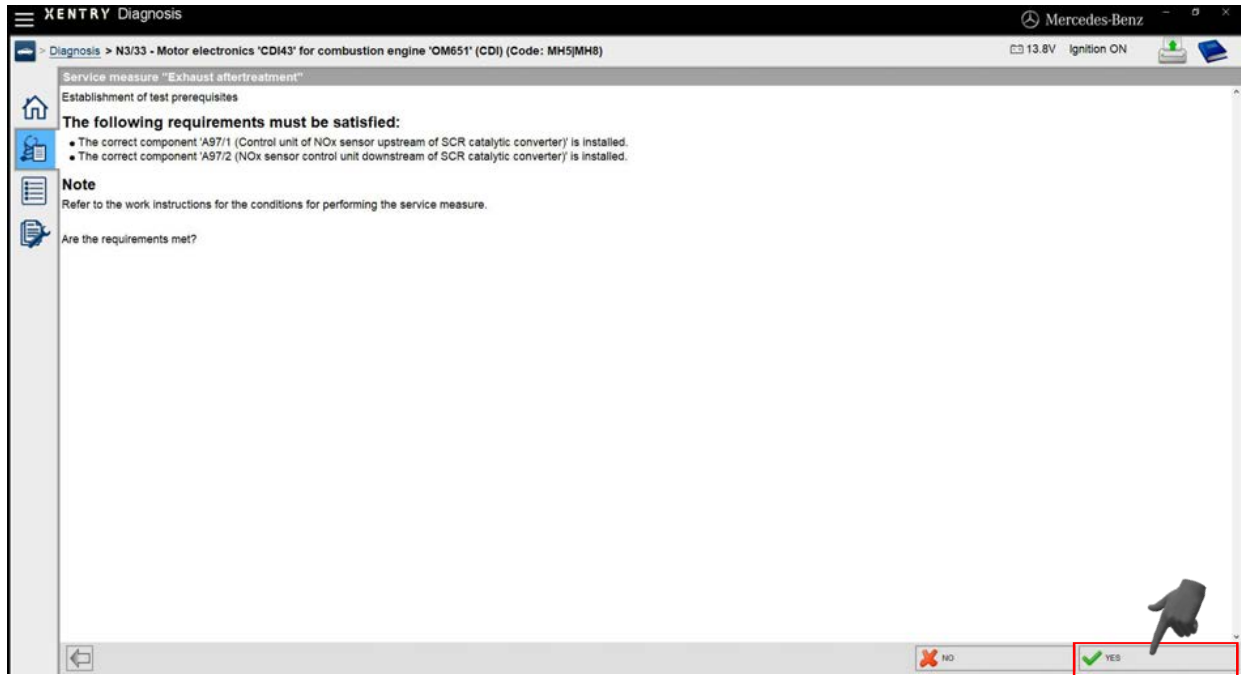 XENTRY Diagnosis
Mercedes-Benz
> Diagnosis > N3/33 - Motor electronics 'CDI43' for combustion engine 'OM651' (CDI) (Code: MH5|MH8)
13.8V Ignition ON
Service measure "Exhaust aftertreatment"
Establishment of test prerequisites
The following requirements must be satisfied:
• The correct component 'A97/1 (Control unit of NOx sensor upstream of SCR catalytic converter)' is installed.
• The correct component 'A97/2 (NOx sensor control unit downstream of SCR catalytic converter)' is installed.
Note
Refer to the work instructions for the conditions for performing the service measure.
Are the requirements met?
NO
YES